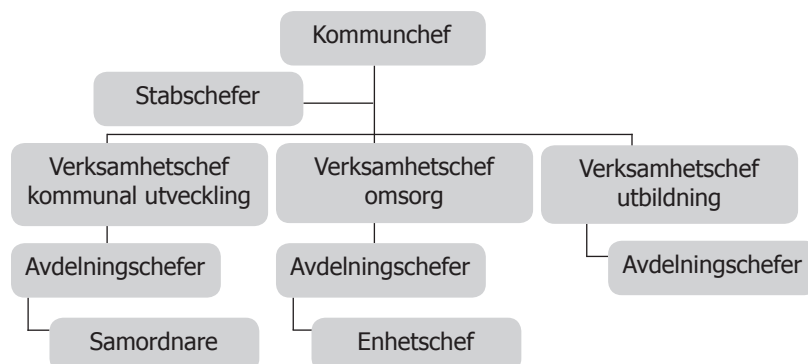 Kommunchef
Stabschefer
Verksamhetschef
kommunal utveckling
Verksamhetschef
omsorg
Verksamhetschef
utbildning
Avdelningschefer
Avdelningschefer
Avdelningschefer
Samordnare
Enhetschef